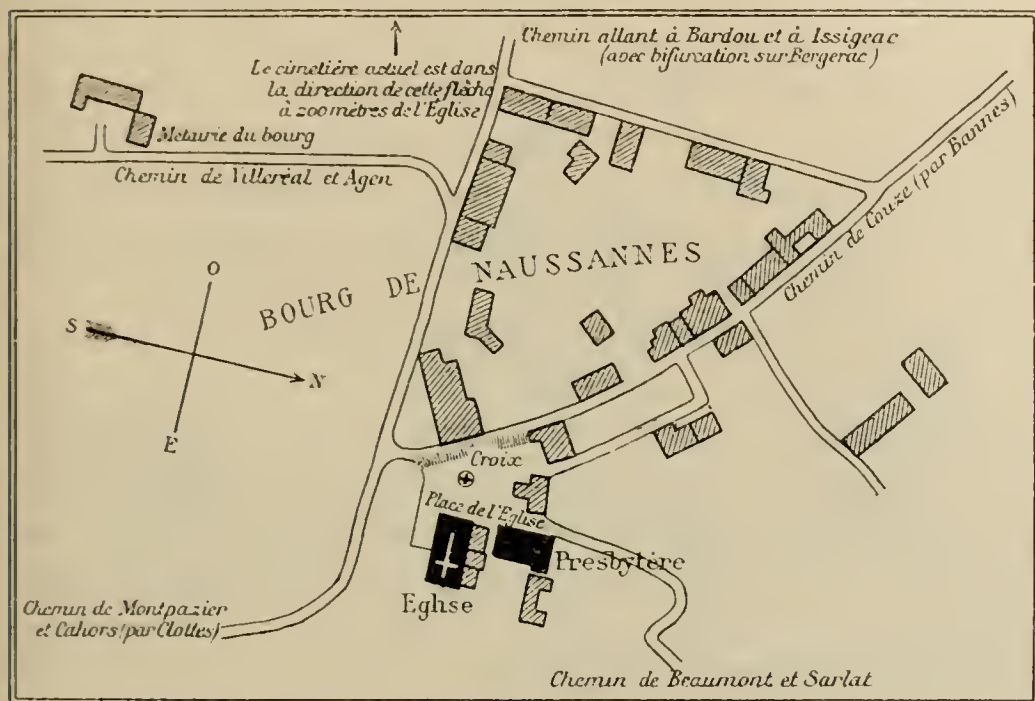 Chemin allant à Bardou et à Issigeac
(avec bifurcation sur Bergerac)
Le cimetière actuel est dans
la direction de cette flèche
à 200 mètres de l'Église
Métairie du bourg
Chemin de Villeréal et Agen
Chemin de Couze (par Bannes)
BOURG DE NAUSSANNES
O
S
N
E
Croix
Place de l'Eglise
Presbytère
Eglise
Chemin de Montpazier
et Cahors (par Clottes)
Chemin de Beaumont et Sarlat